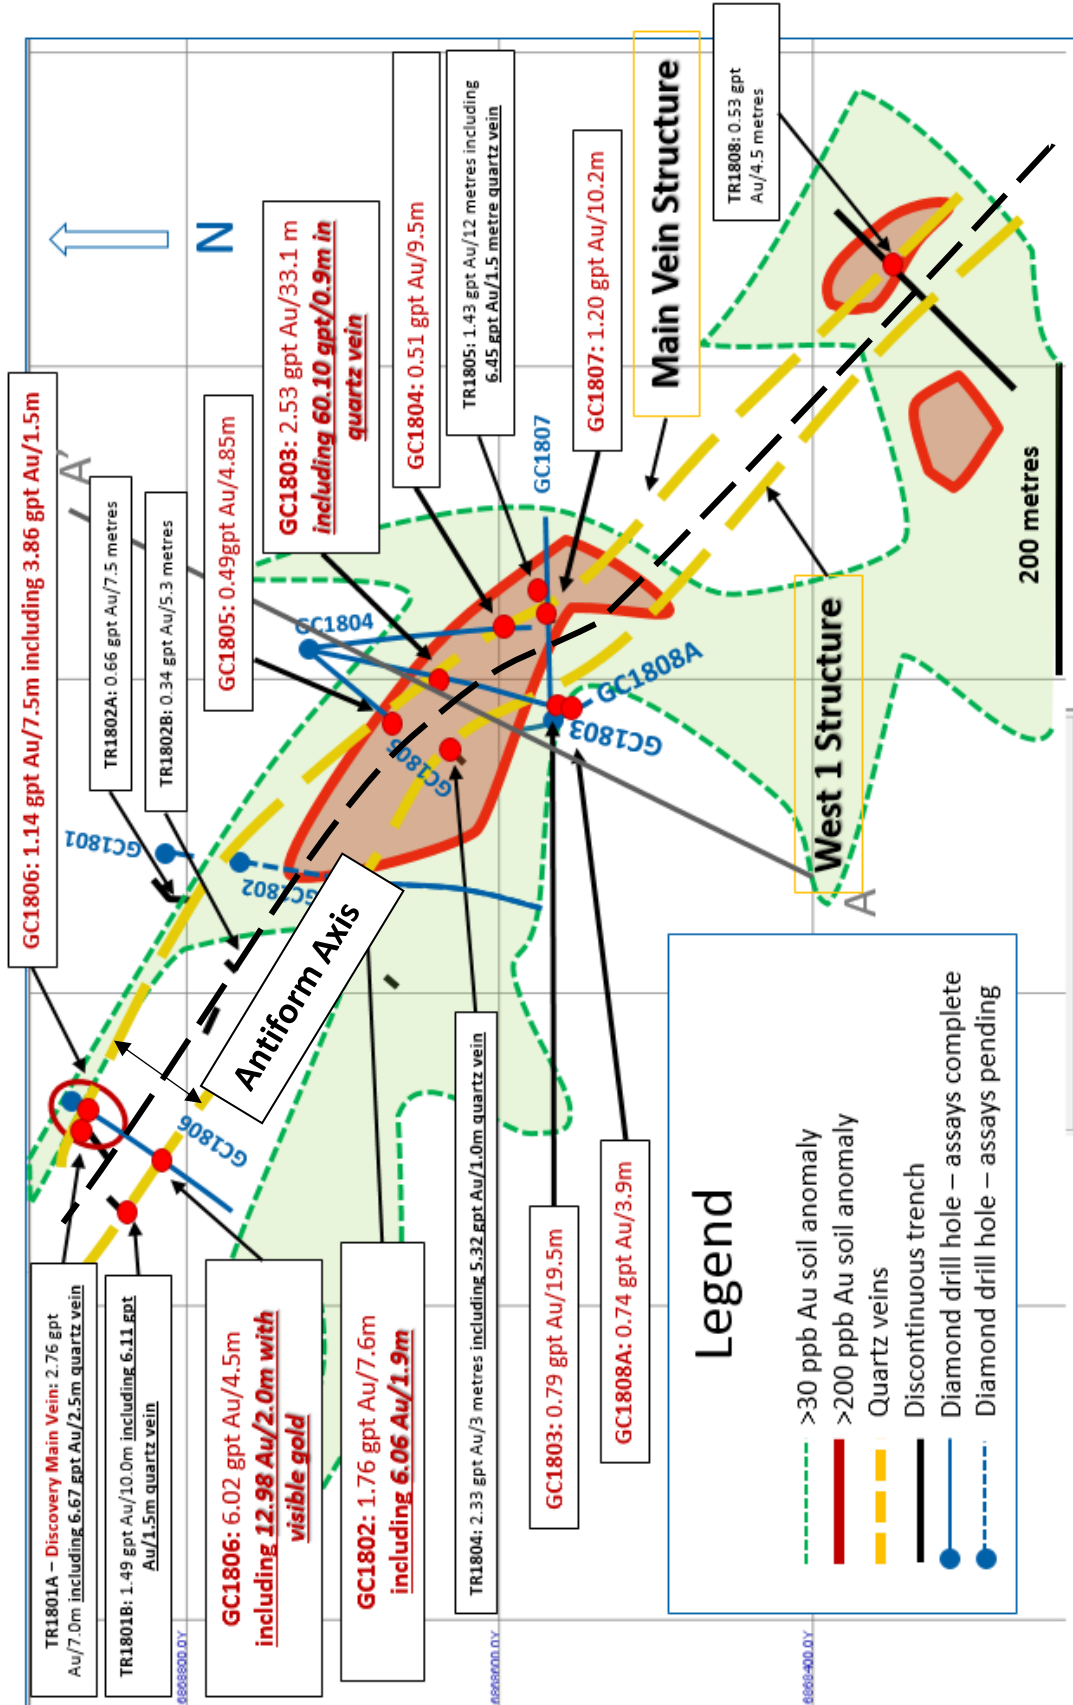 GC1806: 1.14 gpt Au/7.5m including 3.86 gpt Au/1.5m
A'
TR1802A: 0.66 gpt Au/7.5 metres
TR1802B: 0.34 gpt Au/5.3 metres
GC1805: 0.49gpt Au/4.85m
GC1803: 2.53 gpt Au/33.1 m
including 60.10 gpt/0.9m in
quartz vein
GC1804: 0.51 gpt Au/9.5m
TR1805: 1.43 gpt Au/12 metres including
6.45 gpt Au/1.5 metre quartz vein
GC1807: 1.20 gpt Au/10.2m
Main Vein Structure
TR1808: 0.53 gpt
Au/4.5 metres
N
GC1801
GC1802
GC1804
GC1805
GC1807
GC1808A
GC1803
GC1806
Antiform Axis
West 1 Structure
A
200 metres
TR1801A – Discovery Main Vein: 2.76 gpt
Au/7.0m including 6.67 gpt Au/2.5m quartz vein
TR1801B: 1.49 gpt Au/10.0m including 6.11 gpt
Au/1.5m quartz vein
GC1806: 6.02 gpt Au/4.5m
including 12.98 Au/2.0m with
visible gold
GC1802: 1.76 gpt Au/7.6m
including 6.06 Au/1.9m
TR1804: 2.33 gpt Au/3 metres including 5.32 gpt Au/1.0m quartz vein
GC1803: 0.79 gpt Au/19.5m
GC1808A: 0.74 gpt Au/3.9m
6868800.0Y
6868600.0Y
6868400.0Y
Legend
>30 ppb Au soil anomaly
>200 ppb Au soil anomaly
Quartz veins
Discontinuous trench
Diamond drill hole – assays complete
Diamond drill hole – assays pending